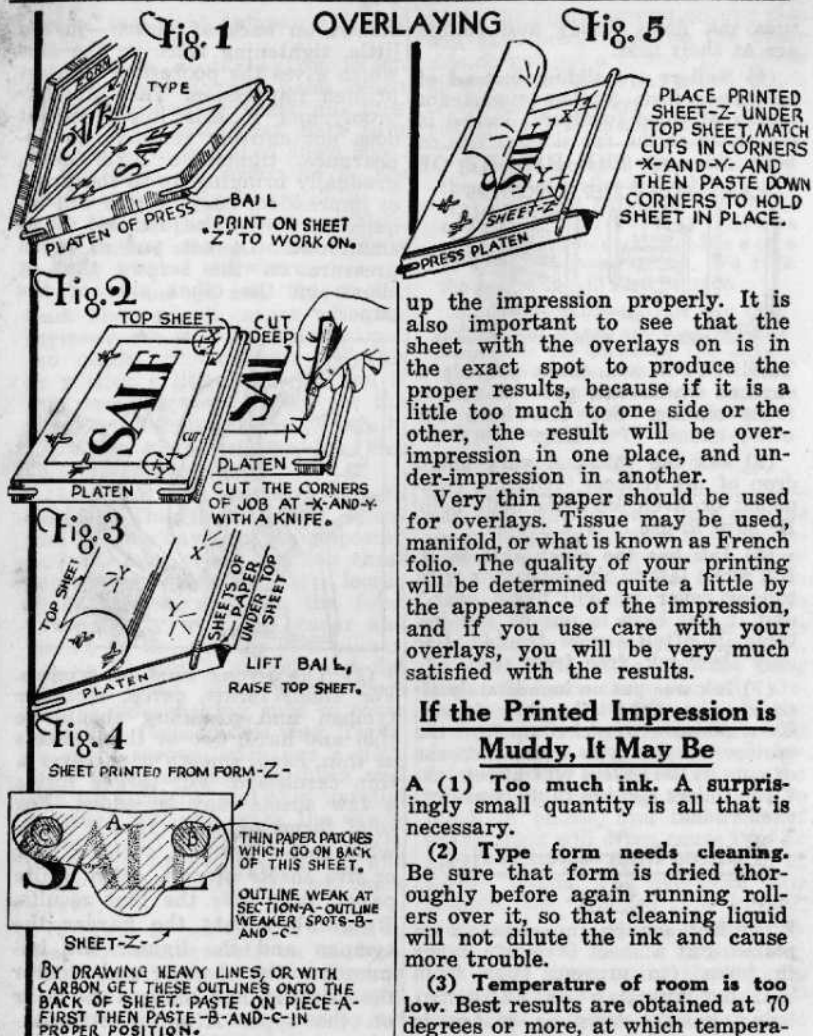 OVERLAYING
Fig. 1
FORM
SALE
TYPE
SALE
BAIL
PLATEN OF PRESS
"PRINT ON SHEET
"Z" TO WORK ON.
Fig. 2
TOP SHEET
CUT
DEEP
X
SALE
SAL
CUT
Y
PLATEN
PLATEN
CUT THE CORNERS
OF JOB AT -X-AND-Y-
WITH A KNIFE.
Fig. 3
TOP SHEET
Y
X
Y
SHEETS OF
PAPER
UNDER TOP
SHEET
PLATEN
LIFT BAIL,
RAISE TOP SHEET.
Fig. 4
SHEET PRINTED FROM FORM-Z-
C
A
B
SALE
THIN PAPER PATCHES
WHICH GO ON BACK
OF THIS SHEET.
OUTLINE WEAK AT
SECTION-A-OUTLINE
WEAKER SPOTS-B-
AND -C-
SHEET-Z-
BY DRAWING HEAVY LINES, OR WITH
CARBON, GET THESE OUTLINES ONTO THE
BACK OF SHEET. PASTE ON PIECE-A-
FIRST THEN PASTE-B-AND-C-IN
PROPER POSITION.
Fig. 5
X
SALE
Y
SHEET-Z
PRESS PLATEN
PLACE PRINTED
SHEET-Z- UNDER
TOP SHEET, MATCH
CUTS IN CORNERS
-X-AND-Y- AND
THEN PASTE DOWN
CORNERS TO HOLD
SHEET IN PLACE.
up the impression properly. It is
also important to see that the
sheet with the overlays on is in
the exact spot to produce the
proper results, because if it is a
little too much to one side or the
other, the result will be over-
impression in one place, and un-
der-impression in another.
Very thin paper should be used
for overlays. Tissue may be used,
manifold, or what is known as French
folio. The quality of your printing
will be determined quite a little by
the appearance of the impression,
and if you use care with your
overlays, you will be very much
satisfied with the results.
If the Printed Impression is
Muddy, It May Be
A (1) Too much ink. A surpris-
ingly small quantity is all that is
necessary.
(2) Type form needs cleaning.
Be sure that form is dried thor-
oughly before again running roll-
ers over it, so that cleaning liquid
will not dilute the ink and cause
more trouble.
(3) Temperature of room is too
low. Best results are obtained at 70
degrees or more, at which tempera-